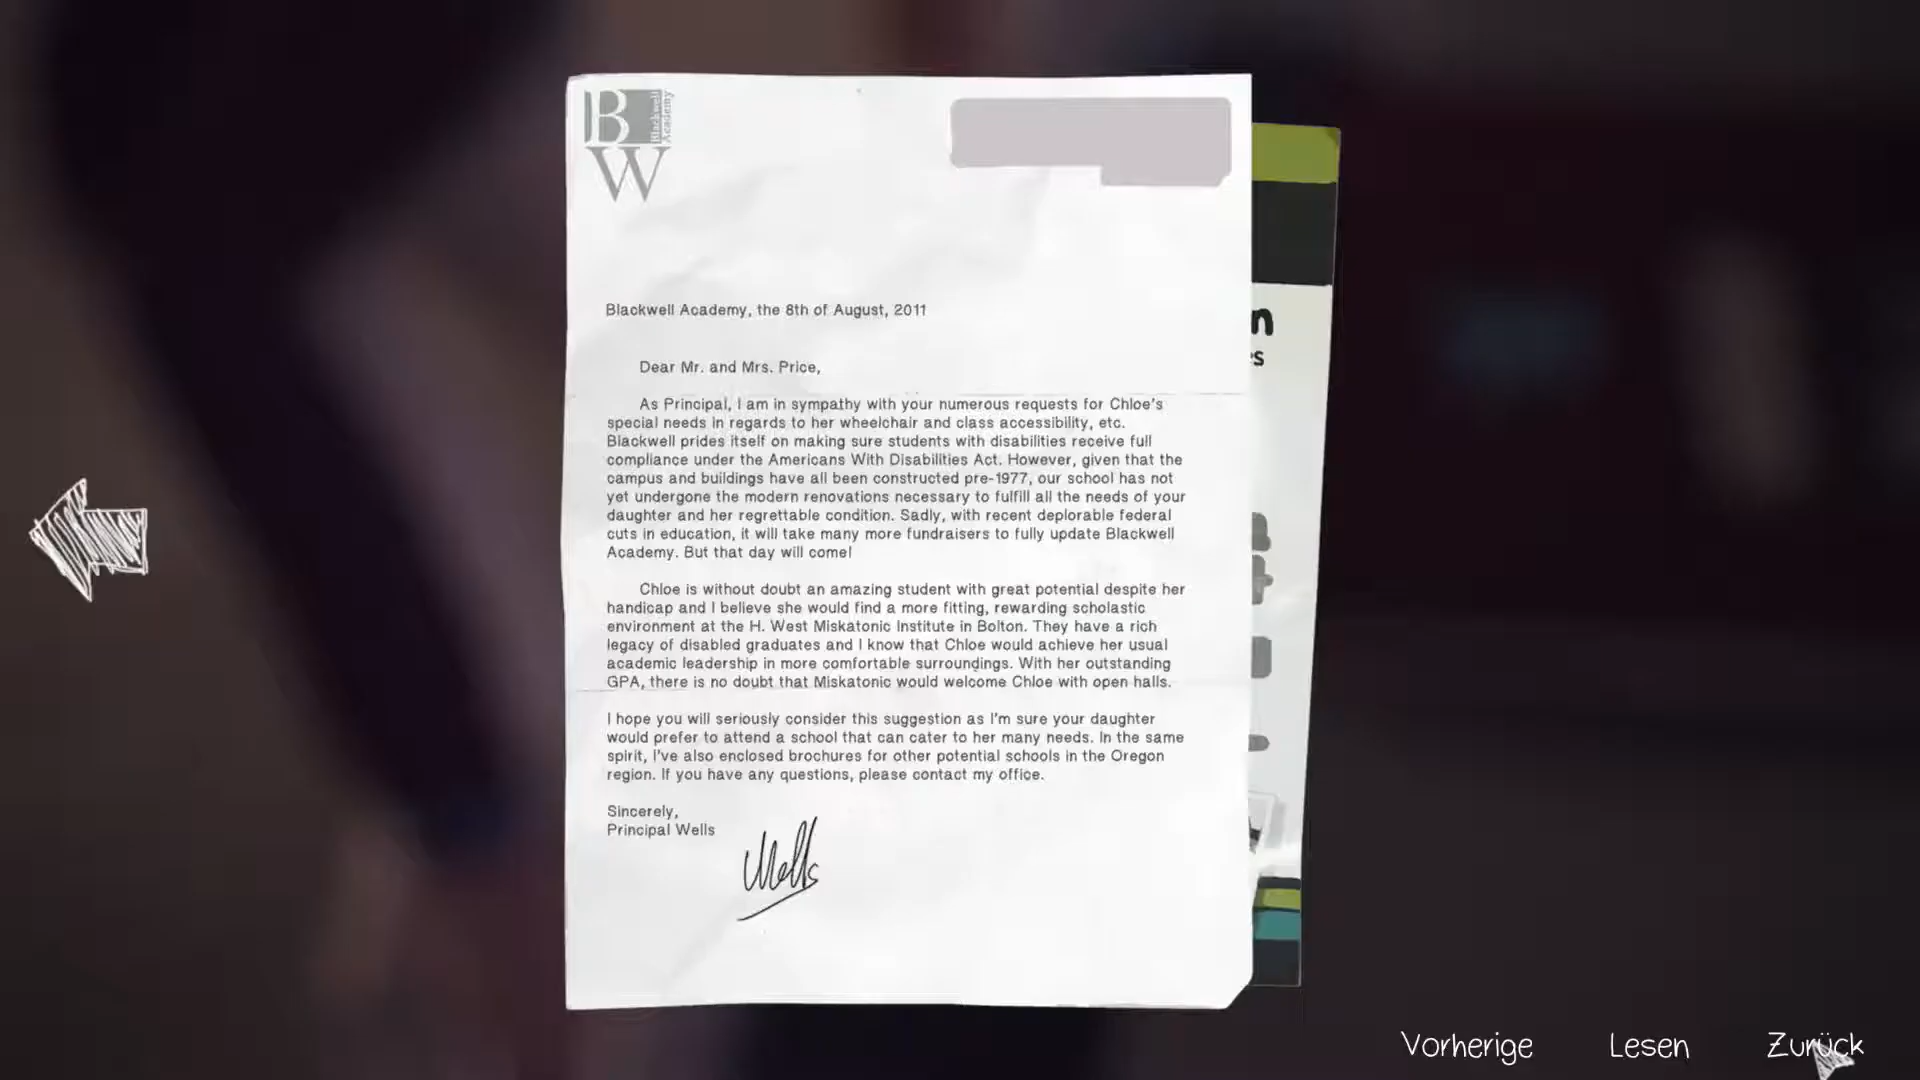 B
Blackwell
Academy
W
n
es
Blackwell Academy, the 8th of August, 2011
Dear Mr. and Mrs. Price,
As Principal, I am in sympathy with your numerous requests for Chloe's
special needs in regards to her wheelchair and class accessibility, etc.
Blackwell prides itself on making sure students with disabilities receive full
compliance under the Americans With Disabilities Act. However, given that the
campus and buildings have all been constructed pre-1977, our school has not
yet undergone the modern renovations necessary to fulfill all the needs of your
daughter and her regrettable condition. Sadly, with recent deplorable federal
cuts in education, it will take many more fundraisers to fully update Blackwell
Academy. But that day will come!
Chloe is without doubt an amazing student with great potential despite her
handicap and I believe she would find a more fitting, rewarding scholastic
environment at the H. West Miskatonic Institute in Bolton. They have a rich
legacy of disabled graduates and I know that Chloe would achieve her usual
academic leadership in more comfortable surroundings. With her outstanding
GPA, there is no doubt that Miskatonic would welcome Chloe with open halls.
I hope you will seriously consider this suggestion as I'm sure your daughter
would prefer to attend a school that can cater to her many needs. In the same
spirit, I've also enclosed brochures for other potential schools in the Oregon
region. If you have any questions, please contact my office.
Sincerely,
Principal Wells
Wells
Vorherige
Lesen
Zurück